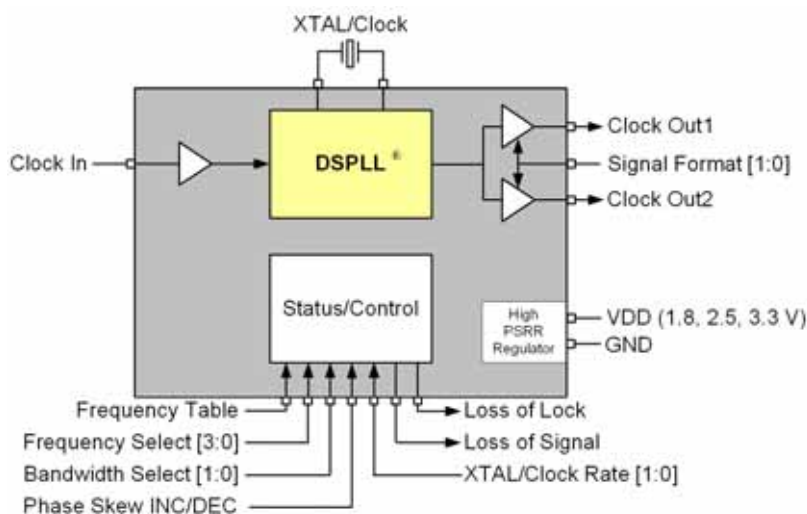 XTAL/Clock
Clock In
DSPLL ®
Clock Out1
Signal Format [1:0]
Clock Out2
Status/Control
High
PSRR
Regulator
VDD (1.8, 2.5, 3.3 V)
GND
Frequency Table
Loss of Lock
Frequency Select [3:0]
Loss of Signal
Bandwidth Select [1:0]
XTAL/Clock Rate [1:0]
Phase Skew INC/DEC